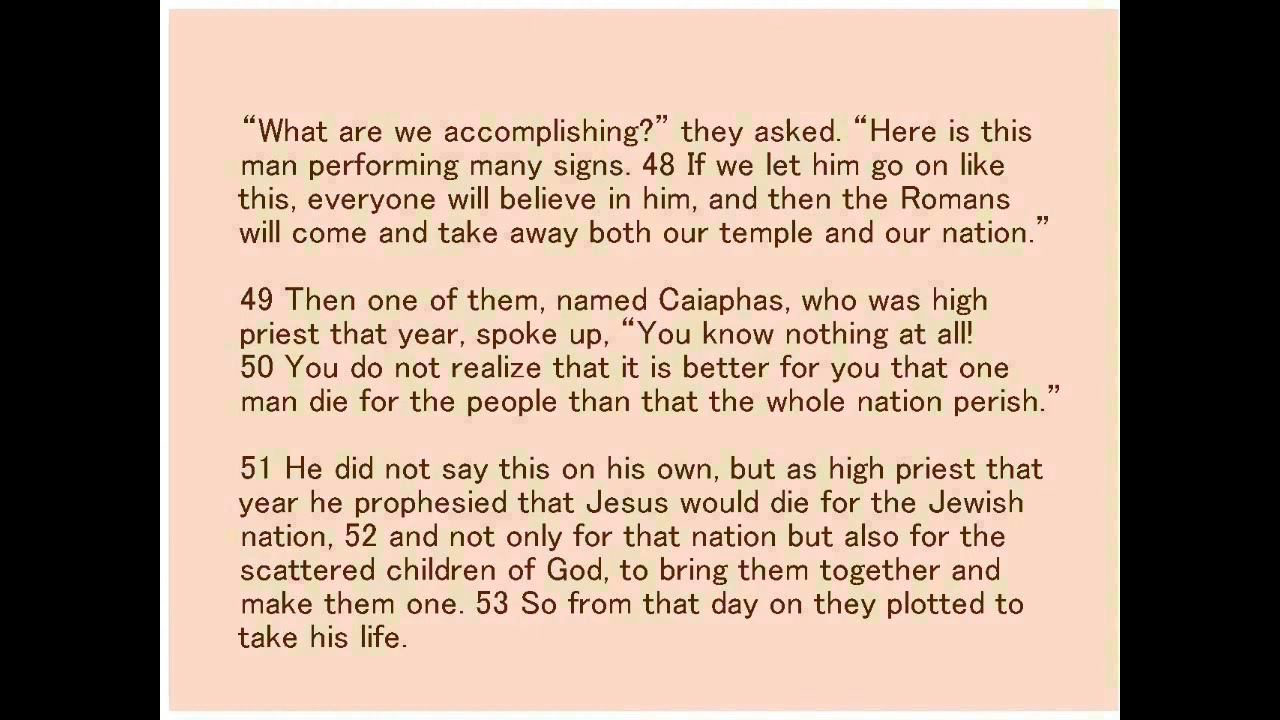 “What are we accomplishing?” they asked. “Here is this
man performing many signs. 48 If we let him go on like
this, everyone will believe in him, and then the Romans
will come and take away both our temple and our nation.”
49 Then one of them, named Caiaphas, who was high
priest that year, spoke up, “You know nothing at all!
50 You do not realize that it is better for you that one
man die for the people than that the whole nation perish.”
51 He did not say this on his own, but as high priest that
year he prophesied that Jesus would die for the Jewish
nation, 52 and not only for that nation but also for the
scattered children of God, to bring them together and
make them one. 53 So from that day on they plotted to
take his life.